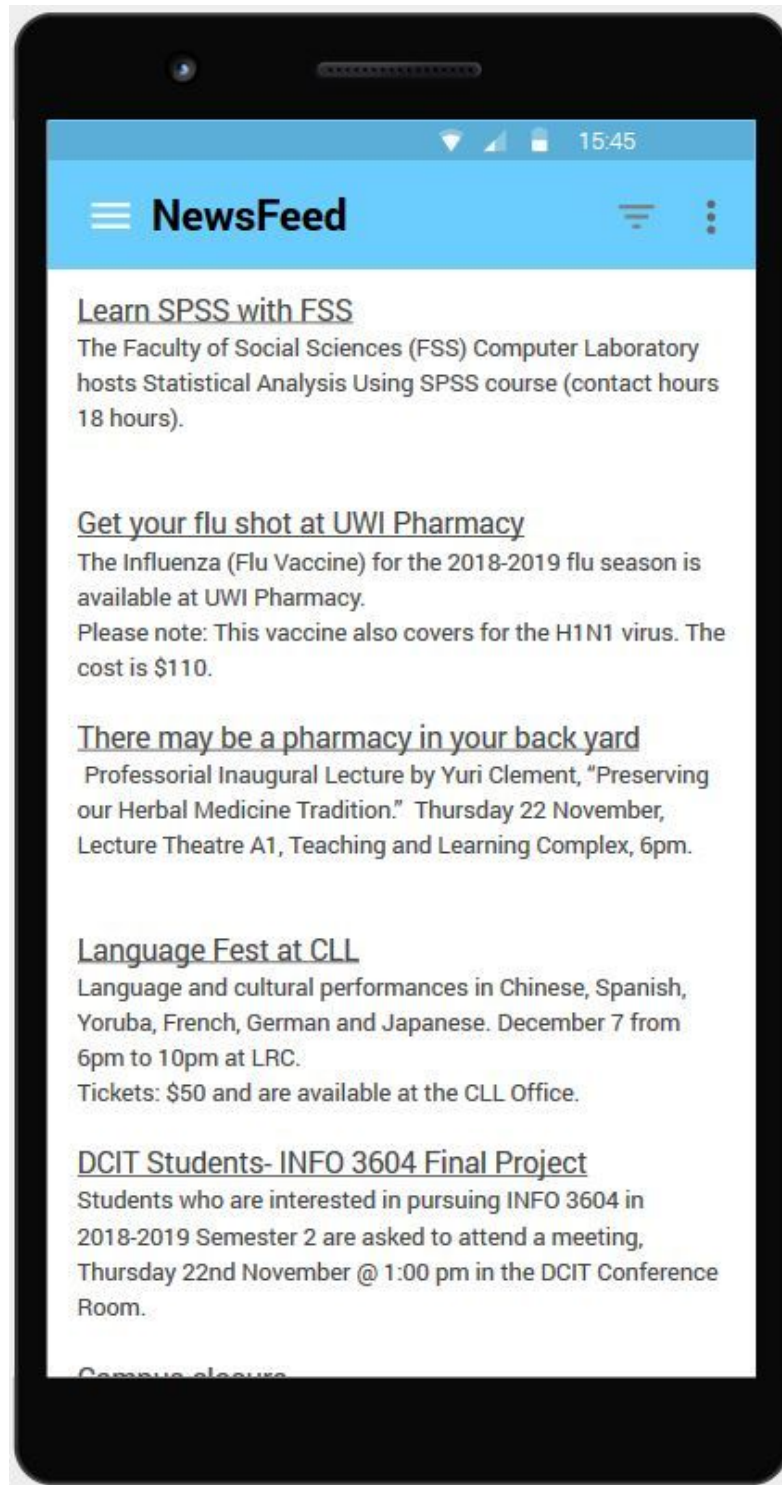 15:45
NewsFeed
Learn SPSS with FSS
The Faculty of Social Sciences (FSS) Computer Laboratory
hosts Statistical Analysis Using SPSS course (contact hours
18 hours).
Get your flu shot at UWI Pharmacy
The Influenza (Flu Vaccine) for the 2018-2019 flu season is
available at UWI Pharmacy.
Please note: This vaccine also covers for the H1N1 virus. The
cost is $110.
There may be a pharmacy in your back yard
Professorial Inaugural Lecture by Yuri Clement, “Preserving
our Herbal Medicine Tradition.” Thursday 22 November,
Lecture Theatre A1, Teaching and Learning Complex, 6pm.
Language Fest at CLL
Language and cultural performances in Chinese, Spanish,
Yoruba, French, German and Japanese. December 7 from
6pm to 10pm at LRC.
Tickets: $50 and are available at the CLL Office.
DCIT Students- INFO 3604 Final Project
Students who are interested in pursuing INFO 3604 in
2018-2019 Semester 2 are asked to attend a meeting,
Thursday 22nd November @ 1:00 pm in the DCIT Conference
Room.
Campus closure